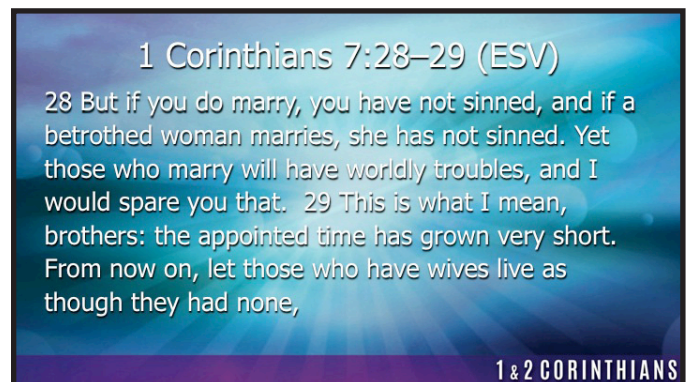 1 Corinthians 7:28–29 (ESV)
28 But if you do marry, you have not sinned, and if a
betrothed woman marries, she has not sinned. Yet
those who marry will have worldly troubles, and I
would spare you that.  29 This is what I mean,
brothers: the appointed time has grown very short.
From now on, let those who have wives live as
though they had none,
1 & 2 CORINTHIANS